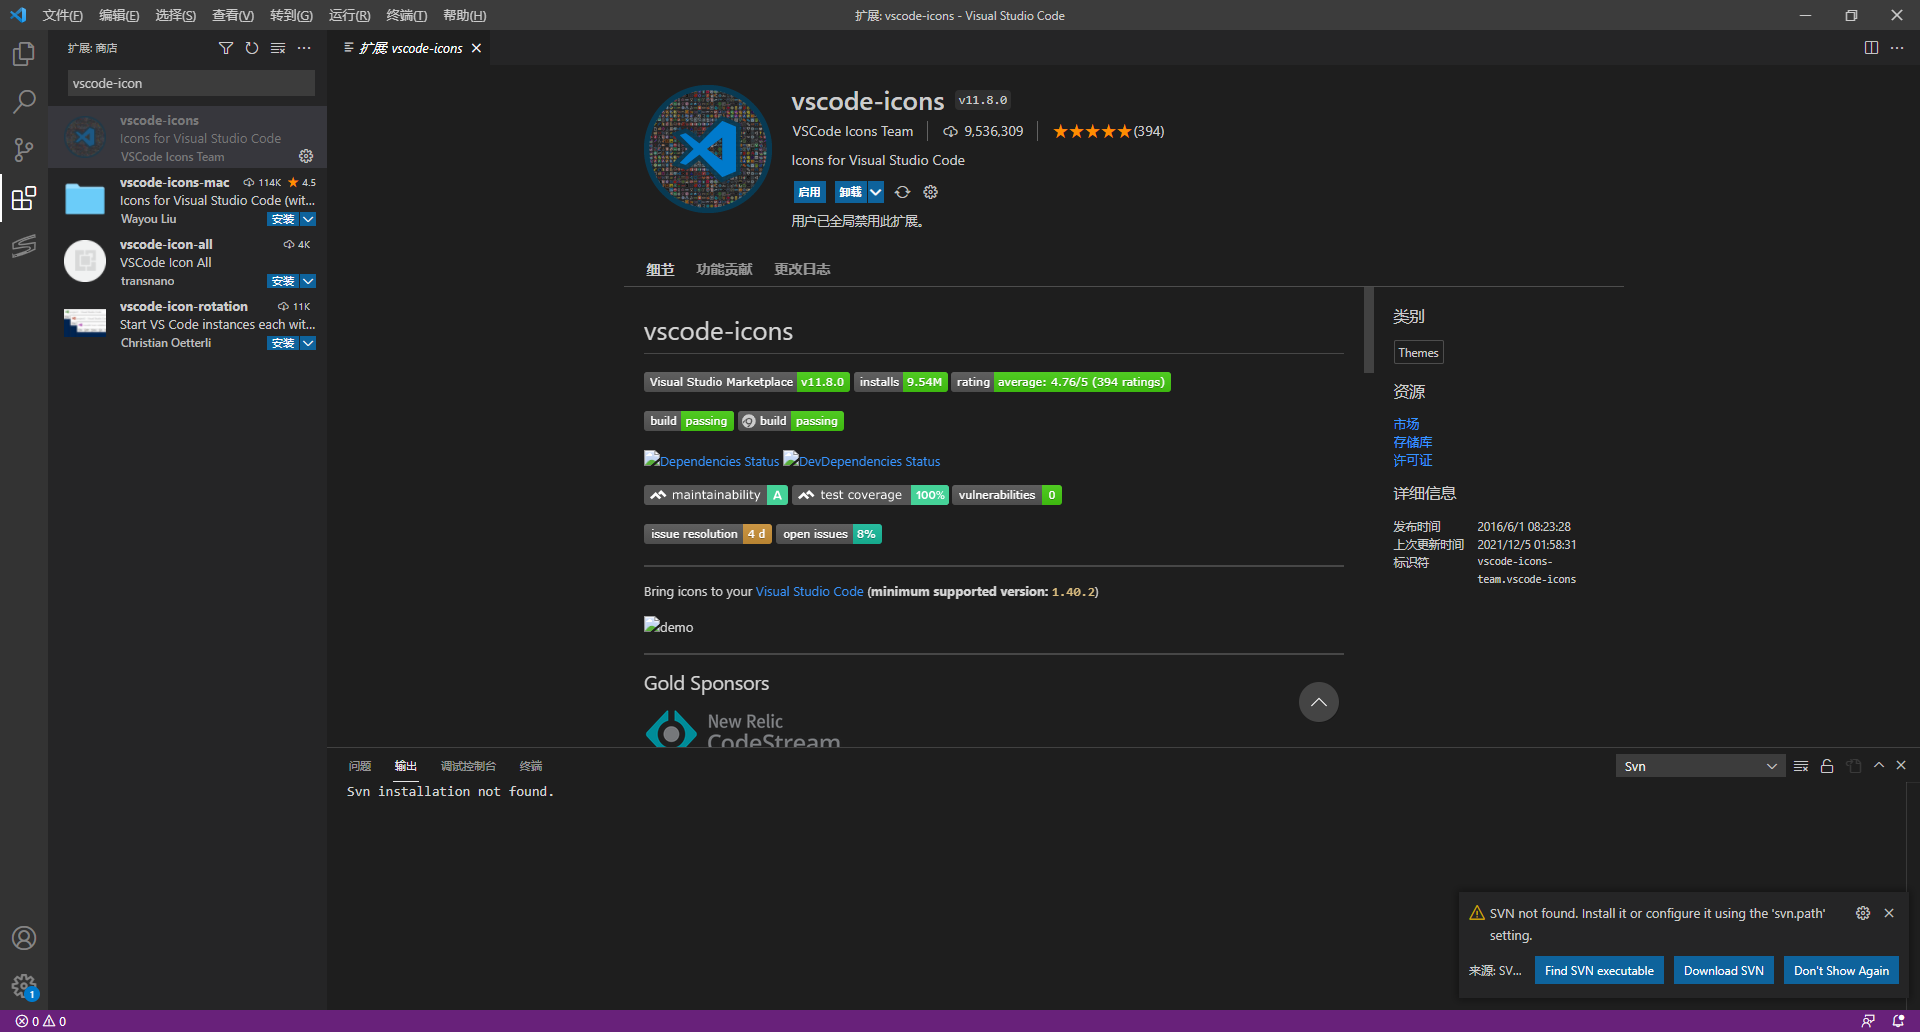 文件(F) 编辑(E) 选择(S) 查看(V) 转到(G) 运行(R) 终端(T) 帮助(H)
扩展: vscode-icons - Visual Studio Code
扩展: 商店
vscode-icon
vscode-icons
Icons for Visual Studio Code
VSCode Icons Team
vscode-icons-mac 114K 4.5
Icons for Visual Studio Code (wit...
Wayou Liu 安装
vscode-icon-all 4K
VSCode Icon All
transnano 安装
vscode-icon-rotation 11K
Start VS Code instances each wit...
Christian Oetterli 安装
扩展: vscode-icons
vscode-icons v11.8.0
VSCode Icons Team 9,536,309 ★★★★★(394)
Icons for Visual Studio Code
启用 卸载
用户已全局禁用此扩展。
细节 功能贡献 更改日志
vscode-icons
Visual Studio Marketplace v11.8.0 installs 9.54M rating average: 4.76/5 (394 ratings)
build passing build passing
Dependencies Status DevDependencies Status
maintainability A test coverage 100% vulnerabilities 0
issue resolution 4 d open issues 8%
Bring icons to your Visual Studio Code (minimum supported version: 1.40.2)
demo
Gold Sponsors
New Relic
CodeStream
类别
Themes
资源
市场
存储库
许可证
详细信息
发布时间 2016/6/1 08:23:28
上次更新时间 2021/12/5 01:58:31
标识符 vscode-icons-
team.vscode-icons
问题 输出 调试控制台 终端
Svn
Svn installation not found.
SVN not found. Install it or configure it using the 'svn.path'
setting.
来源: SV... Find SVN executable Download SVN Don't Show Again
1
0 0